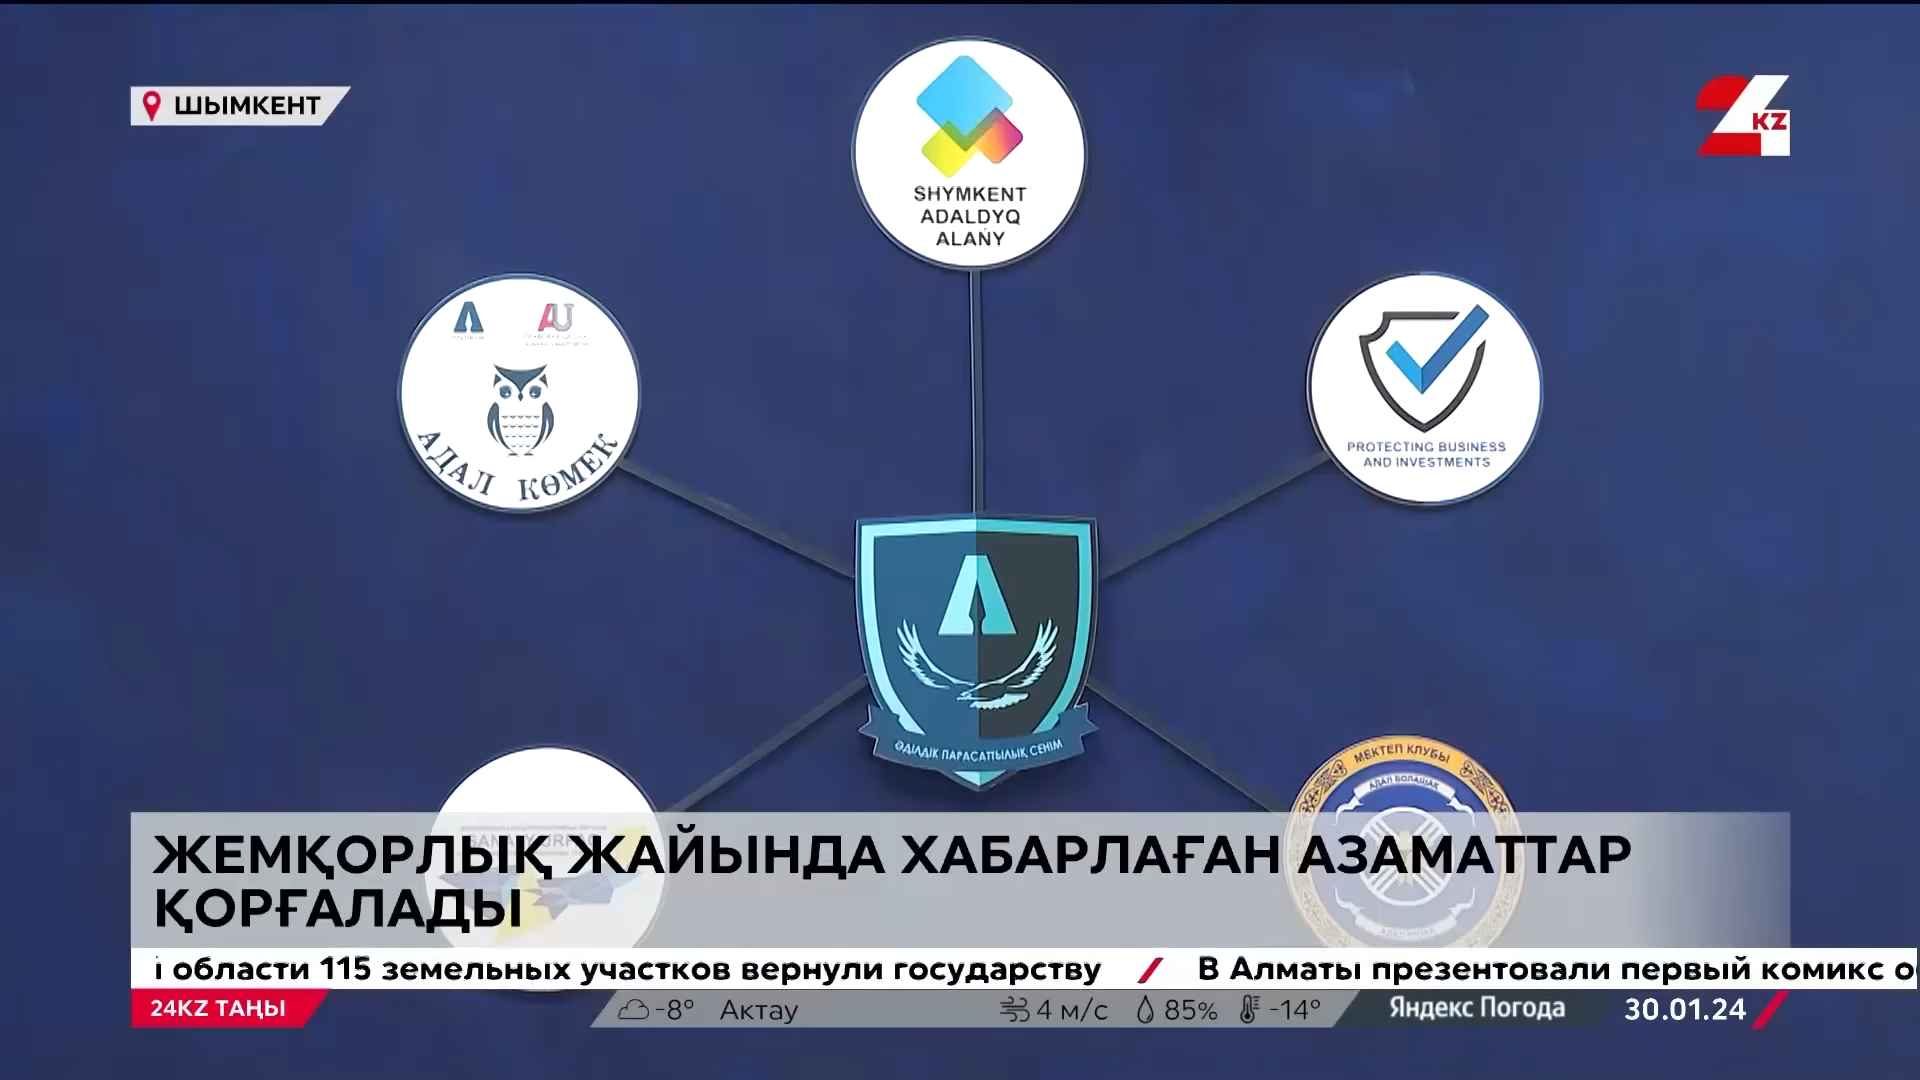 ШЫМКЕНТ
24 KZ
SHYMKENT
ADALDYQ
ALAŃY
AU
АДАЛ КӨМЕК
PROTECTING BUSINESS
AND INVESTMENTS
ӘДІЛДІК ПАРАСАТТЫЛЫҚ СЕНІМ
МЕКТЕП КЛУБЫ
АДАЛ БОЛАШАҚ
ЖЕМҚОРЛЫҚ ЖАЙЫНДА ХАБАРЛАҒАН АЗАМАТТАР
ҚОРҒАЛАДЫ
й области 115 земельных участков вернули государству / В Алматы презентовали первый комикс о
24KZ ТАҢЫ
-8° Актау 4 м/с 85% -14° Яндекс Погода 30.01.24